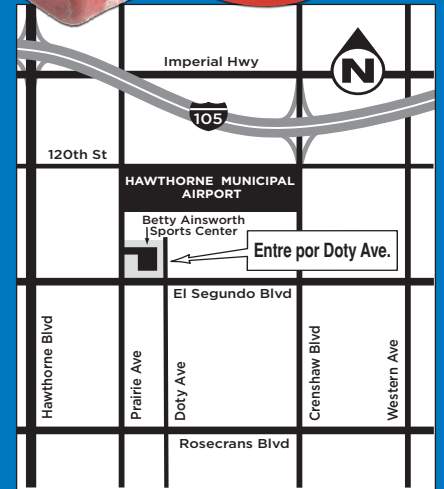 Imperial Hwy
N
105
120th St
HAWTHORNE MUNICIPAL
AIRPORT
Betty Ainsworth
Sports Center
Entre por Doty Ave.
El Segundo Blvd
Hawthorne Blvd
Prairie Ave
Doty Ave
Crenshaw Blvd
Western Ave
Rosecrans Blvd